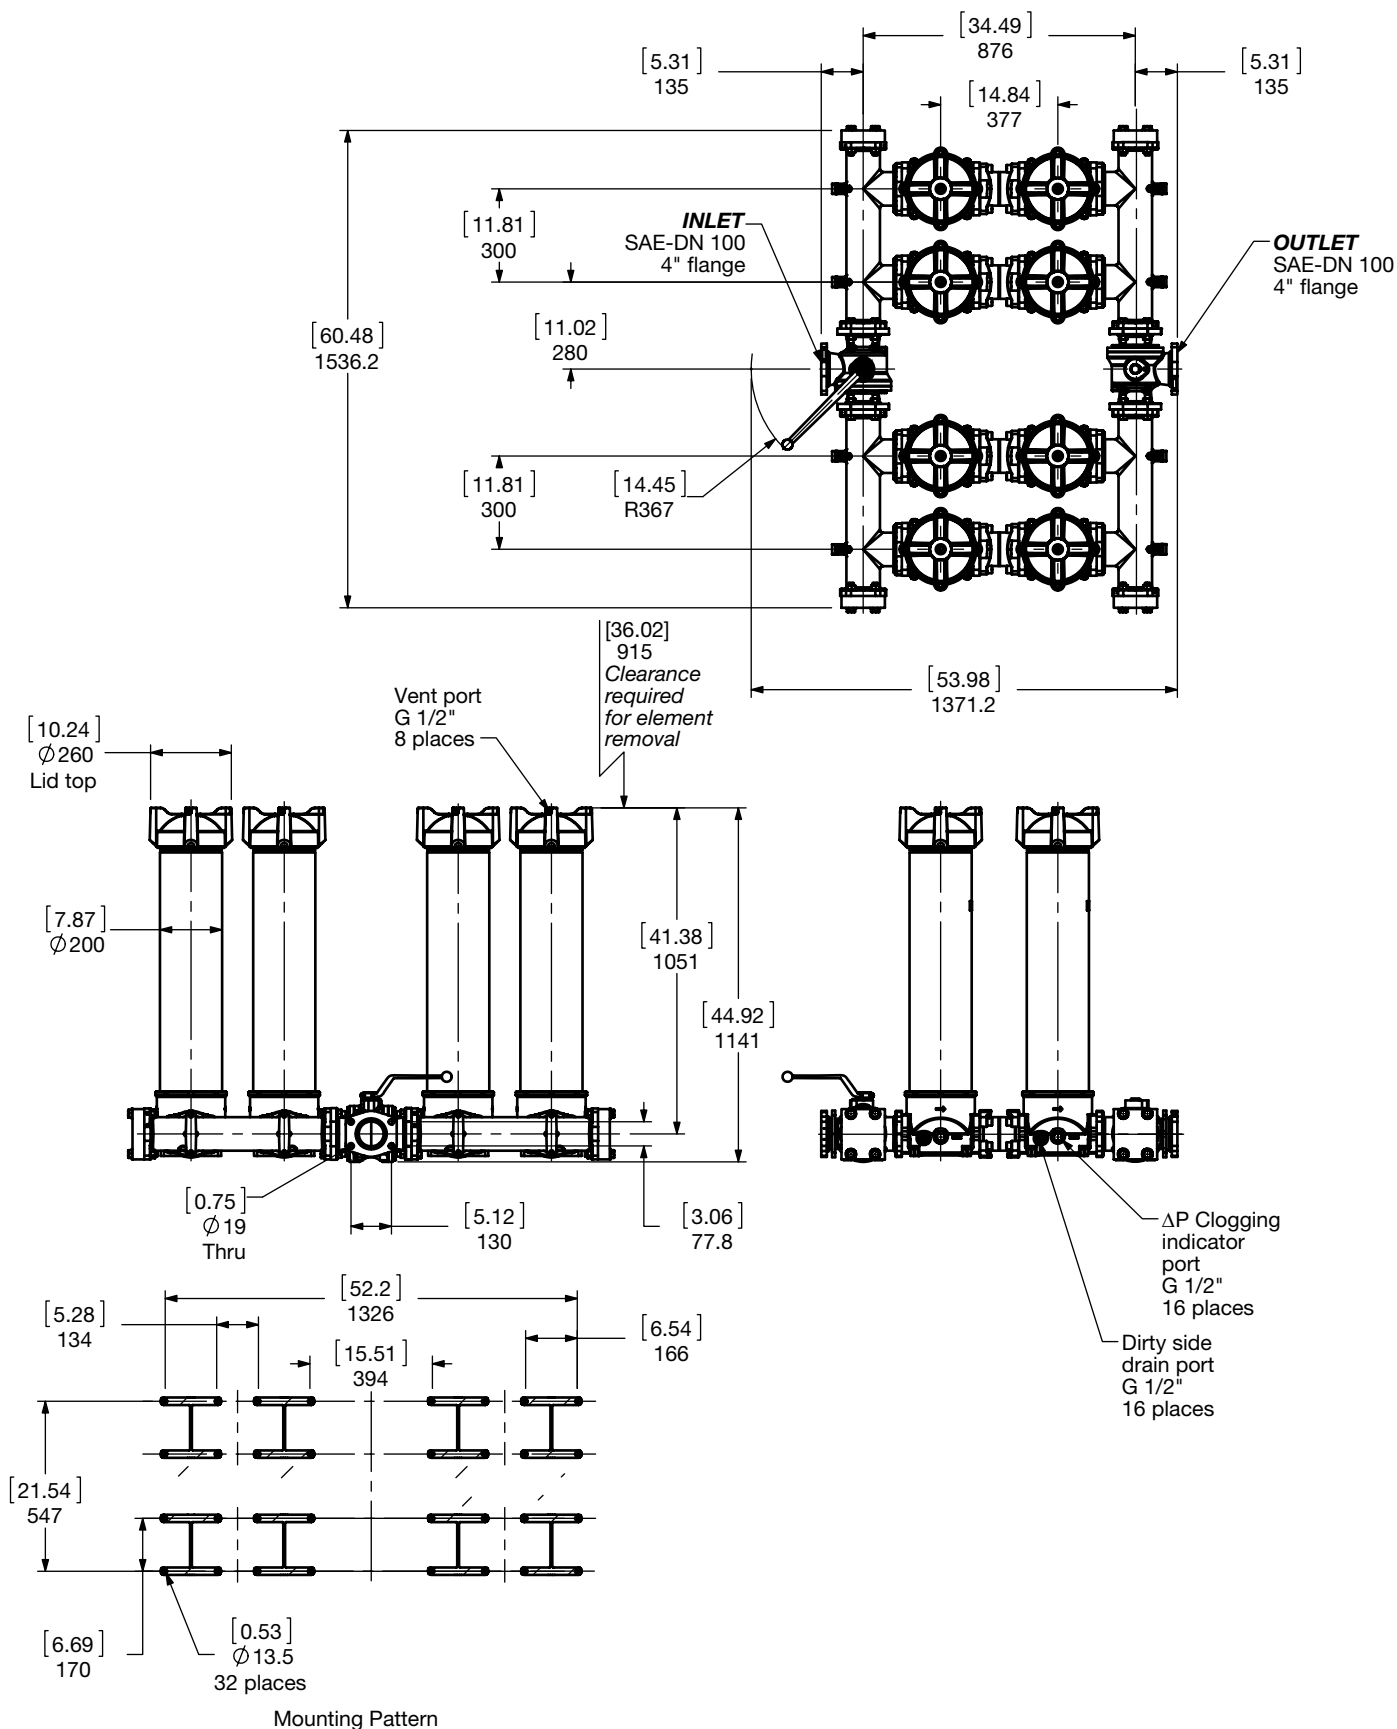 [34.49]
876
[5.31]
135
[5.31]
135
[14.84]
377
[11.81]
300
INLET
SAE-DN 100
4" flange
OUTLET
SAE-DN 100
4" flange
[60.48]
1536.2
[11.02]
280
[11.81]
300
[14.45]
R367
[36.02]
915
Clearance
required
for element
removal
[53.98]
1371.2
Vent port
G 1/2"
8 places
[10.24]
∅260
Lid top
[7.87]
∅200
[41.38]
1051
[44.92]
1141
[0.75]
∅19
Thru
[5.12]
130
[3.06]
77.8
ΔP Clogging
indicator
port
G 1/2"
16 places
Dirty side
drain port
G 1/2"
16 places
[52.2]
1326
[5.28]
134
[15.51]
394
[6.54]
166
[21.54]
547
[6.69]
170
[0.53]
∅13.5
32 places
Mounting Pattern